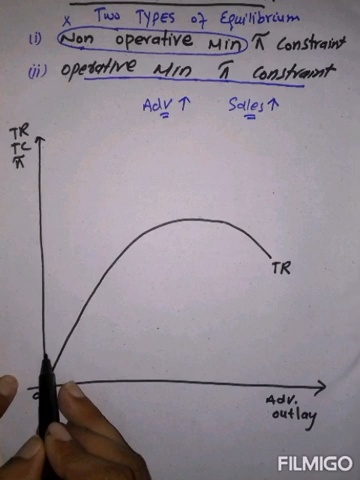 x Two Types of Equilibrium
(i) Non operative Min π Constraint
(ii) operative Min π Constraint
Adv ↑ Sales ↑
TR
TC
π
TR
Adv.
outlay
FILMIGO